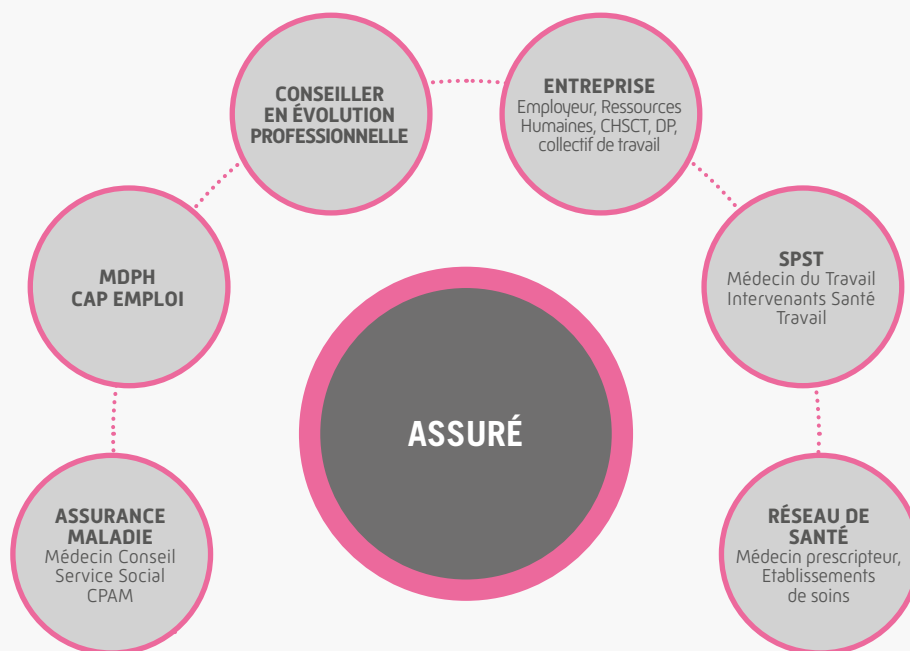 CONSEILLER
EN ÉVOLUTION
PROFESSIONNELLE
ENTREPRISE
Employeur, Ressources
Humaines, CHSCT, DP,
collectif de travail
MDPH
CAP EMPLOI
SPST
Médecin du Travail
Intervenants Santé
Travail
ASSURÉ
ASSURANCE
MALADIE
Médecin Conseil
Service Social
CPAM
RÉSEAU DE
SANTÉ
Médecin prescripteur,
Etablissements
de soins